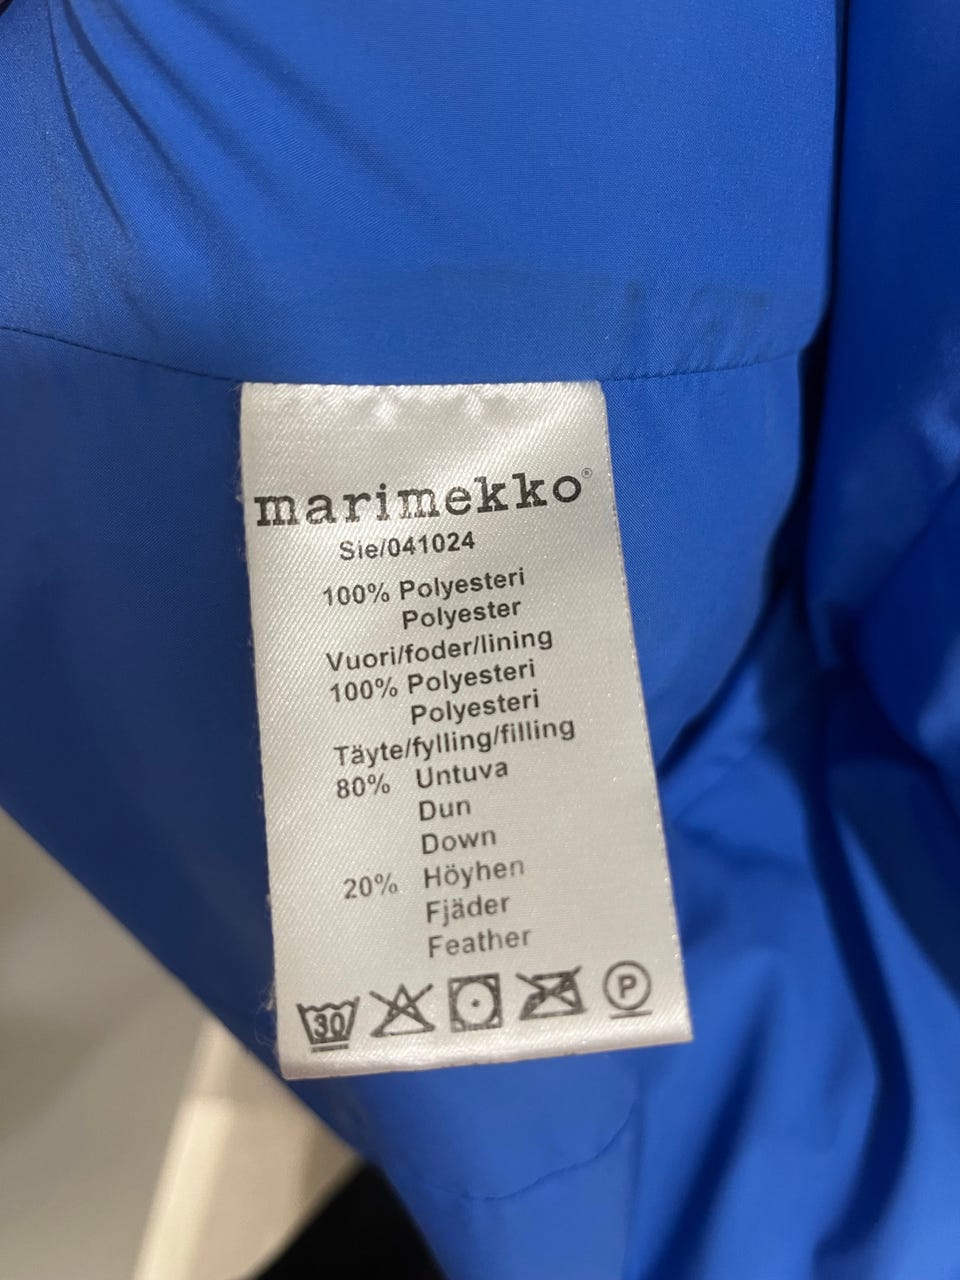 marimekko®
Sie/041024
100% Polyesteri
Polyester
Vuori/foder/lining
100% Polyesteri
Polyesteri
Täyte/fylling/filling
80% Untuva
Dun
Down
20% Höyhen
Fjäder
Feather
30 P